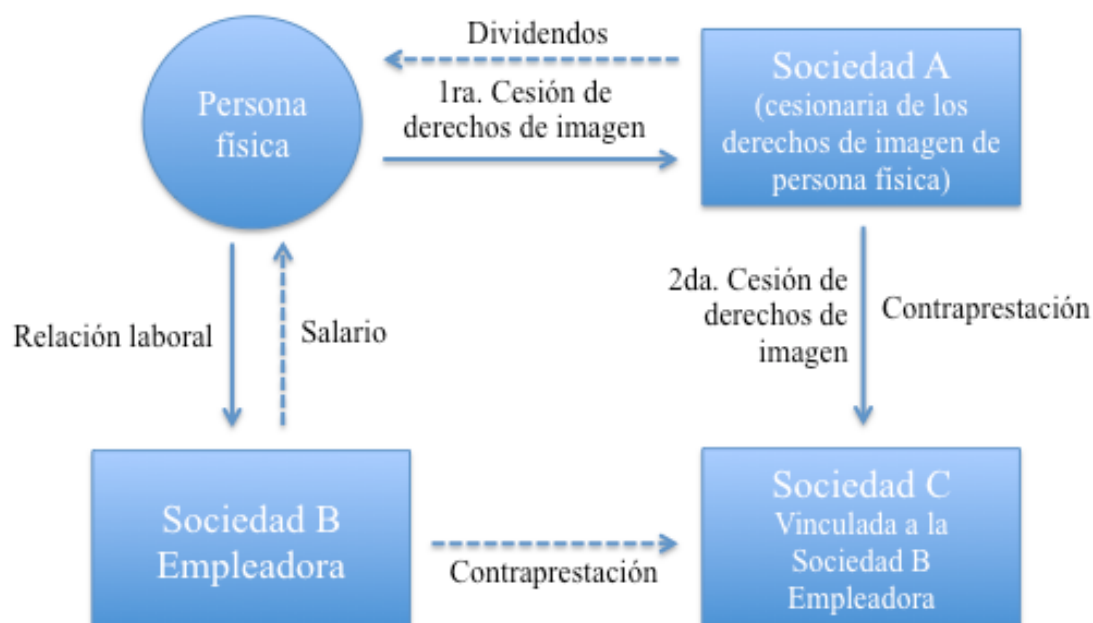 Dividendos
Persona
física
1ra. Cesión de
derechos de imagen
Sociedad A
(cesionaria de los
derechos de imagen de
persona física)
Relación laboral
Salario
2da. Cesión de
derechos de
imagen
Contraprestación
Sociedad B
Empleadora
Contraprestación
Sociedad C
Vinculada a la
Sociedad B
Empleadora